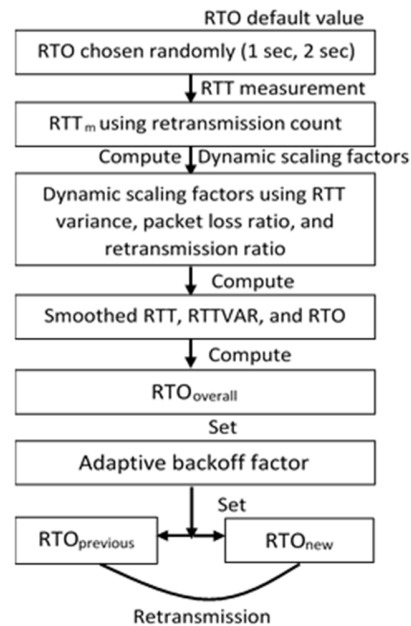 RTO default value
RTO chosen randomly (1 sec, 2 sec)
RTT measurement
RTT m using retransmission count
Compute Dynamic scaling factors
Dynamic scaling factors using RTT
variance, packet loss ratio, and
retransmission ratio
Compute
Smoothed RTT, RTTVAR, and RTO
Compute
RTOoverall
Set
Adaptive backoff factor
Set
RTOprevious
RTOnew
Retransmission